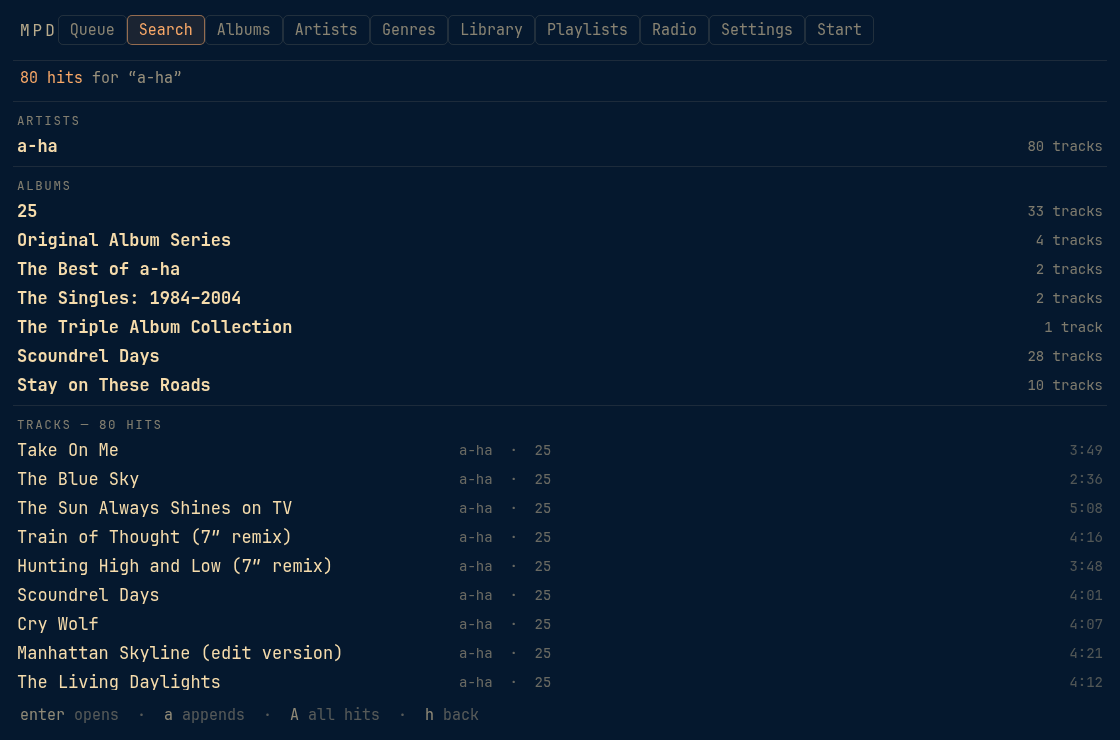 MPD Queue Search Albums Artists Genres Library Playlists Radio Settings Start
80 hits for “a-ha”
ARTISTS
a-ha 80 tracks
ALBUMS
25 33 tracks
Original Album Series 4 tracks
The Best of a-ha 2 tracks
The Singles: 1984–2004 2 tracks
The Triple Album Collection 1 track
Scoundrel Days 28 tracks
Stay on These Roads 10 tracks
TRACKS — 80 HITS
Take On Me a-ha · 25 3:49
The Blue Sky a-ha · 25 2:36
The Sun Always Shines on TV a-ha · 25 5:08
Train of Thought (7″ remix) a-ha · 25 4:16
Hunting High and Low (7″ remix) a-ha · 25 3:48
Scoundrel Days a-ha · 25 4:01
Cry Wolf a-ha · 25 4:07
Manhattan Skyline (edit version) a-ha · 25 4:21
The Living Daylights a-ha · 25 4:12
enter opens · a appends · A all hits · h back